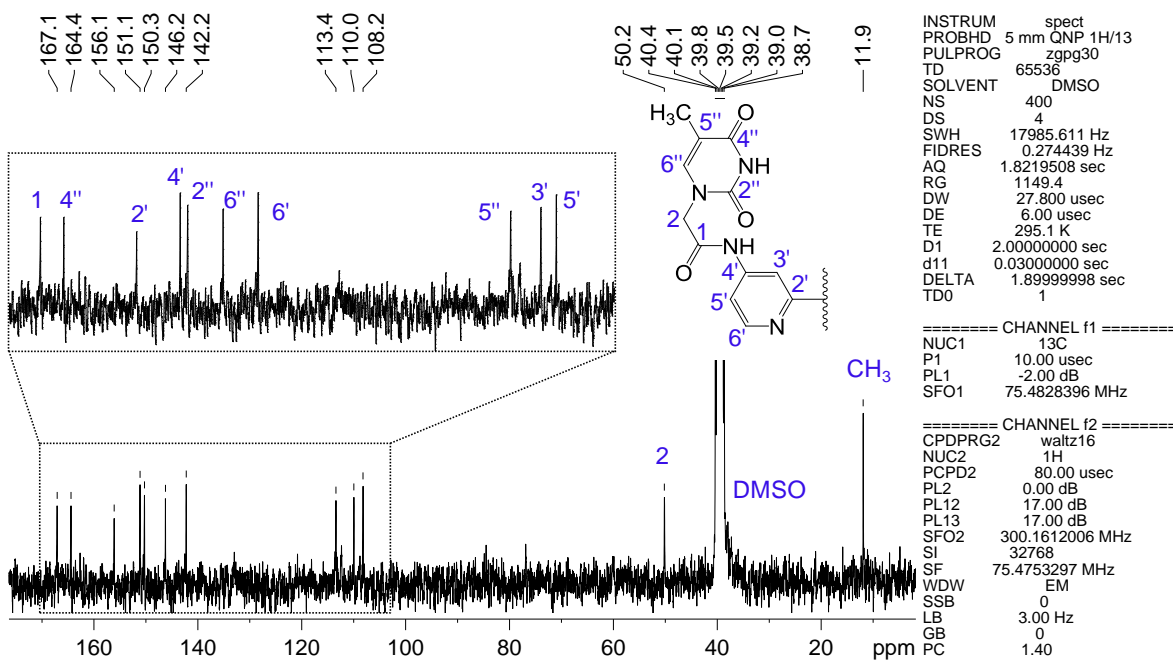 167.1
164.4
156.1
151.1
150.3
146.2
142.2
113.4
110.0
108.2
50.2
40.4
40.1
39.8
39.5
39.2
39.0
38.7
11.9
H₃C
5''
O
4''
6''
NH
N
2''
O
2
1
NH
O
4'
3'
2'
5'
6'
N
1
4''
2'
4'
2''
6''
6'
5''
3'
5'
2
DMSO
CH₃
160
140
120
100
80
60
40
20
ppm
INSTRUM spect
PROBHD 5 mm QNP 1H/13
PULPROG zgpg30
TD 65536
SOLVENT DMSO
NS 400
DS 4
SWH 17985.611 Hz
FIDRES 0.274439 Hz
AQ 1.8219508 sec
RG 1149.4
DW 27.800 usec
DE 6.00 usec
TE 295.1 K
D1 2.00000000 sec
d11 0.03000000 sec
DELTA 1.89999998 sec
TD0 1
======== CHANNEL f1 ========
NUC1 13C
P1 10.00 usec
PL1 -2.00 dB
SFO1 75.4828396 MHz
======== CHANNEL f2 ========
CPDPRG2 waltz16
NUC2 1H
PCPD2 80.00 usec
PL2 0.00 dB
PL12 17.00 dB
PL13 17.00 dB
SFO2 300.1612006 MHz
SI 32768
SF 75.4753297 MHz
WDW EM
SSB 0
LB 3.00 Hz
GB 0
PC 1.40